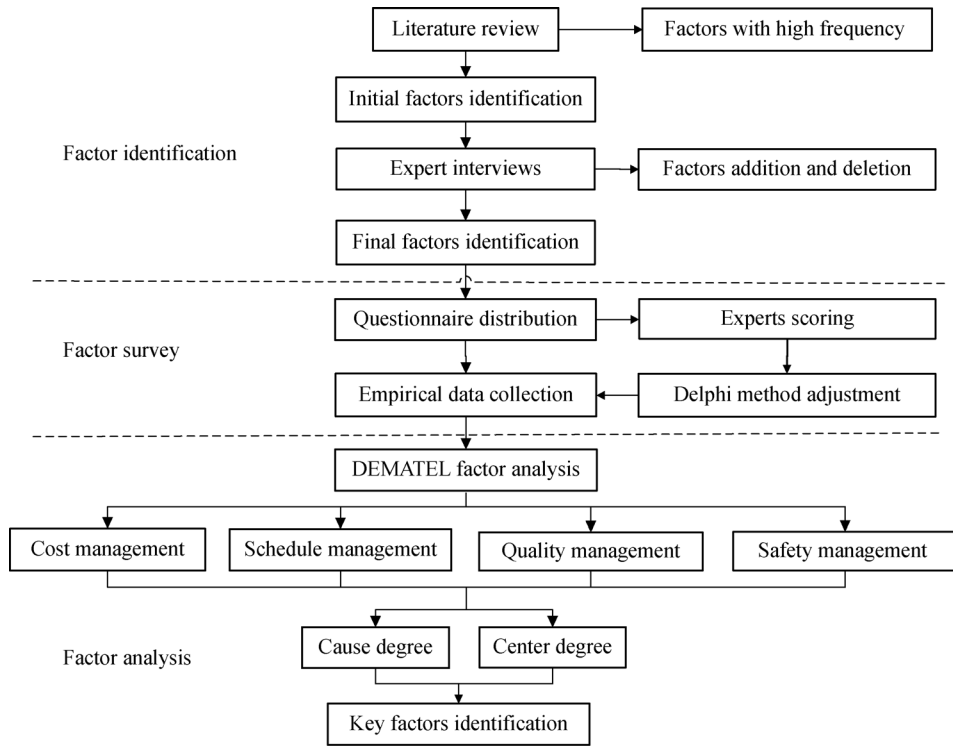 Literature review
Factors with high frequency
Initial factors identification
Factor identification
Expert interviews
Factors addition and deletion
Final factors identification
Questionnaire distribution
Experts scoring
Factor survey
Empirical data collection
Delphi method adjustment
DEMATEL factor analysis
Cost management
Schedule management
Quality management
Safety management
Cause degree
Center degree
Factor analysis
Key factors identification